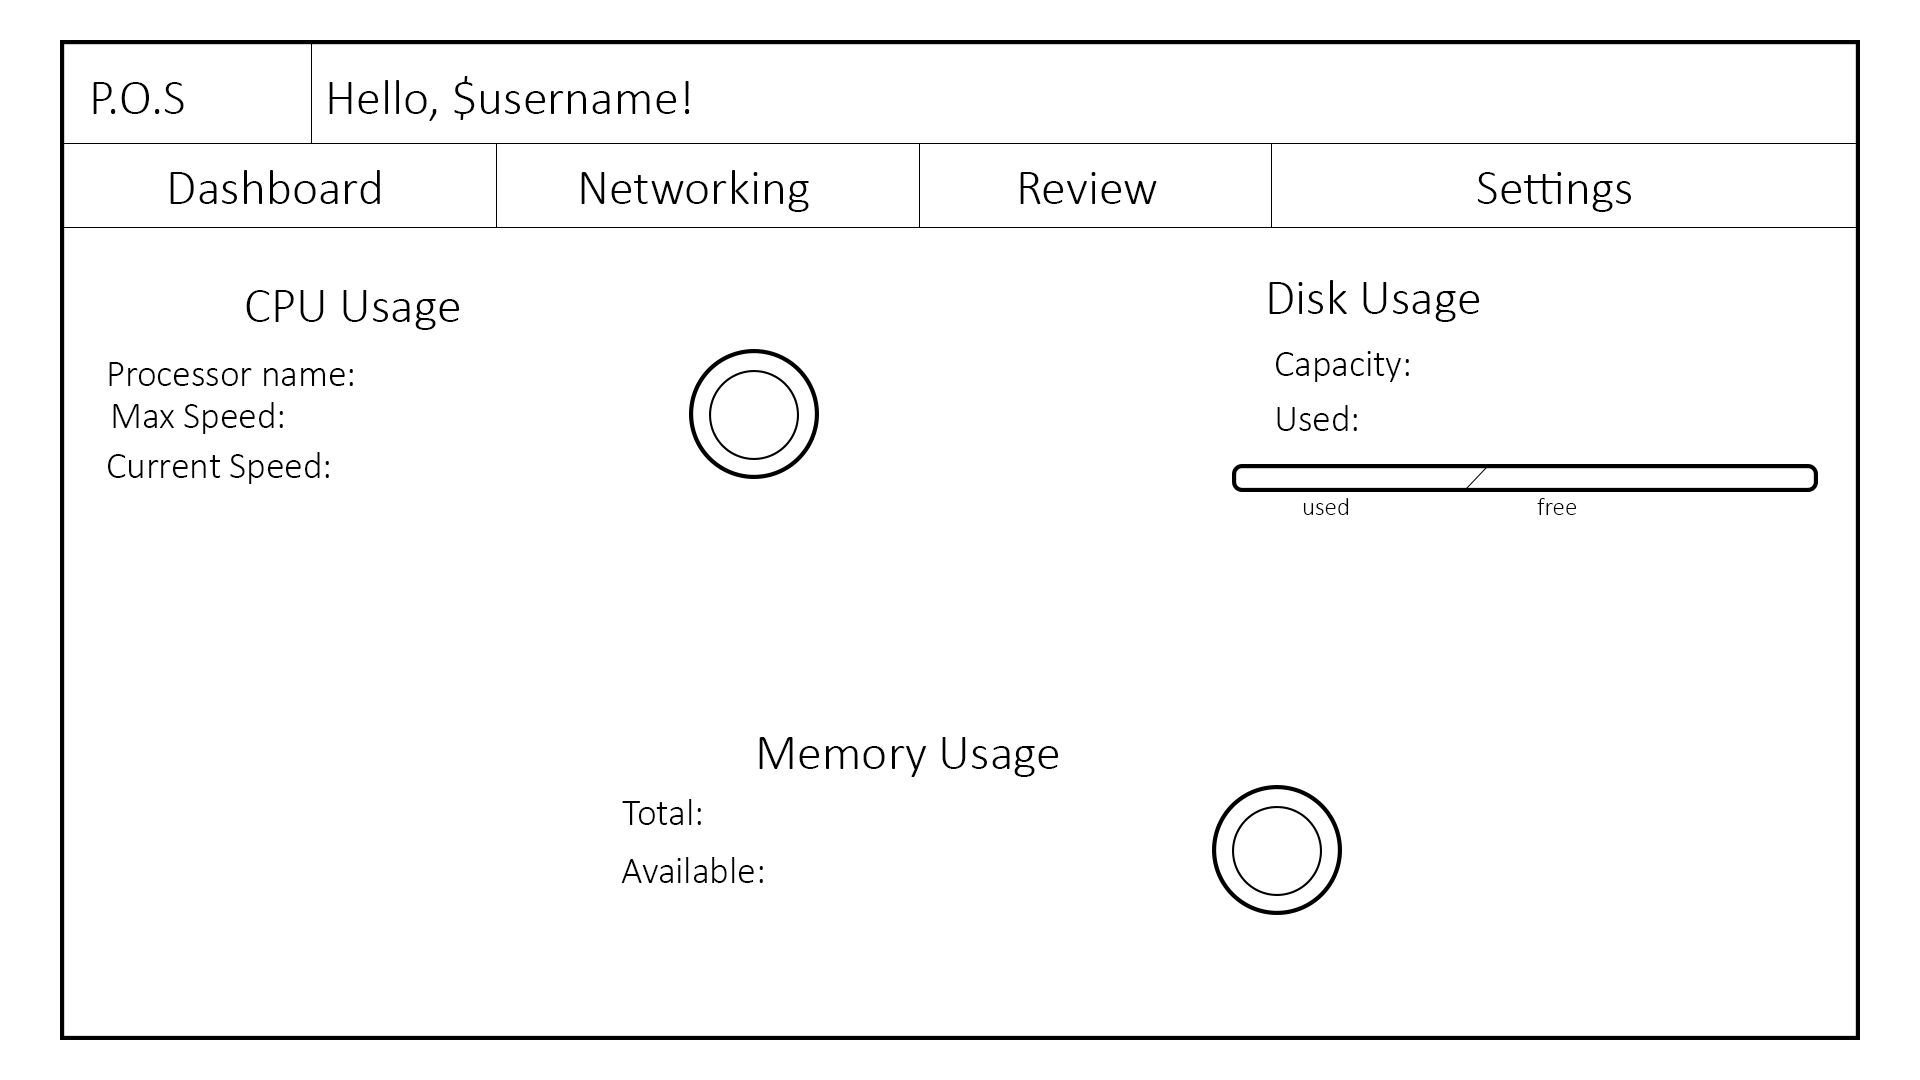 P.O.S
Hello, $username!
Dashboard
Networking
Review
Settings
CPU Usage
Processor name:
Max Speed:
Current Speed:
Disk Usage
Capacity:
Used:
used
free
Memory Usage
Total:
Available: